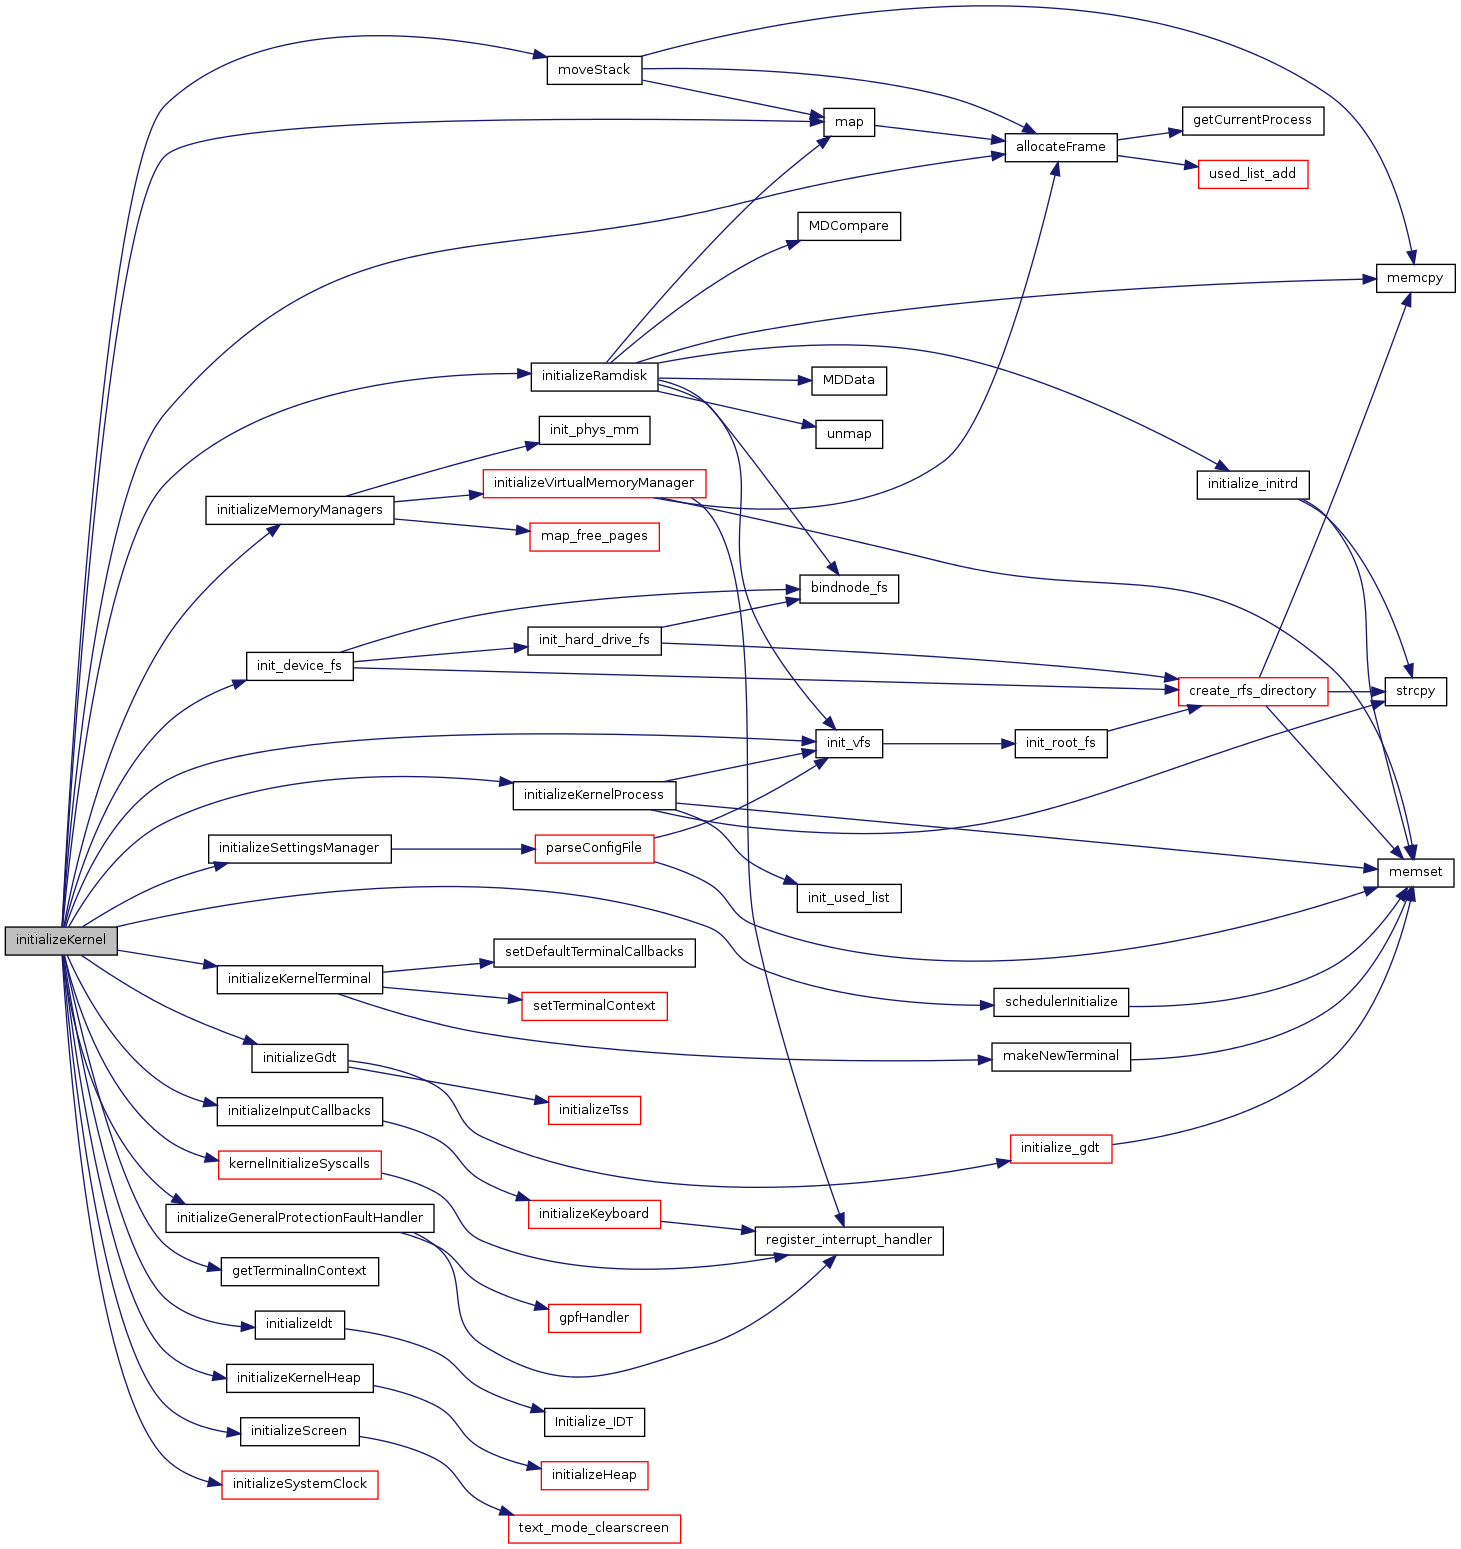 moveStack
map
getCurrentProcess
allocateFrame
used_list_add
MDCompare
memcpy
initializeRamdisk
MDData
unmap
init_phys_mm
initializeVirtualMemoryManager
initialize_initrd
initializeMemoryManagers
map_free_pages
bindnode_fs
init_hard_drive_fs
init_device_fs
create_rfs_directory
strcpy
init_vfs
init_root_fs
initializeKernelProcess
initializeSettingsManager
parseConfigFile
memset
init_used_list
initializeKernel
setDefaultTerminalCallbacks
initializeKernelTerminal
setTerminalContext
schedulerInitialize
initializeGdt
makeNewTerminal
initializeInputCallbacks
initializeTss
initialize_gdt
kernelInitializeSyscalls
initializeGeneralProtectionFaultHandler
initializeKeyboard
register_interrupt_handler
getTerminalInContext
gpfHandler
initializeIdt
initializeKernelHeap
Initialize_IDT
initializeScreen
initializeHeap
initializeSystemClock
text_mode_clearscreen